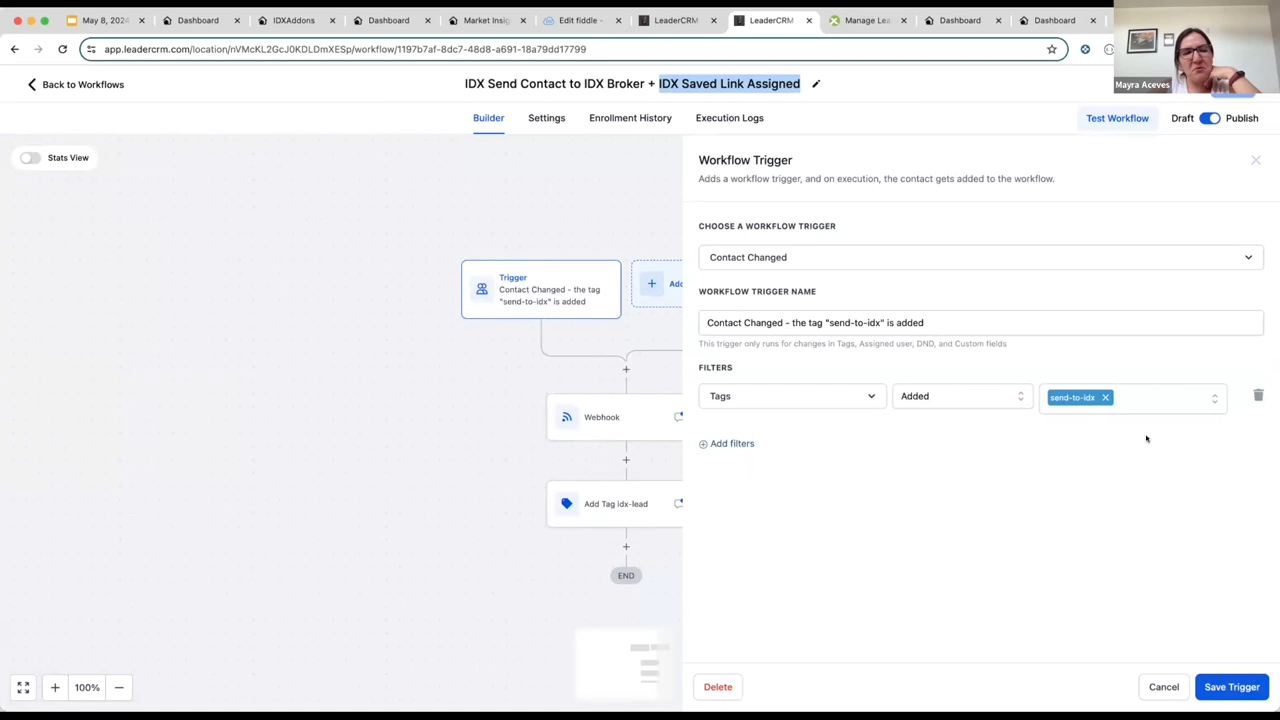 May 8, 2024
Dashboard
IDXAddons
Dashboard
Market Insig
Edit fiddle -
LeaderCRM
LeaderCRM
Manage Lea
Dashboard
Dashboard
app.leadercrm.com/location/nVMcKL2GcJ0KDLDmXESp/workflow/1197b7af-8dc7-48d8-a691-18a79dd17799
Mayra Aceves
Back to Workflows
IDX Send Contact to IDX Broker + IDX Saved Link Assigned
Builder
Settings
Enrollment History
Execution Logs
Test Workflow
Draft
Publish
Stats View
Trigger
Contact Changed - the tag
"send-to-idx" is added
Webhook
Add Tag idx-lead
END
100%
Workflow Trigger
Adds a workflow trigger, and on execution, the contact gets added to the workflow.
CHOOSE A WORKFLOW TRIGGER
Contact Changed
WORKFLOW TRIGGER NAME
Contact Changed - the tag "send-to-idx" is added
This trigger only runs for changes in Tags, Assigned user, DND, and Custom fields
FILTERS
Tags
Added
send-to-idx
Add filters
Delete
Cancel
Save Trigger